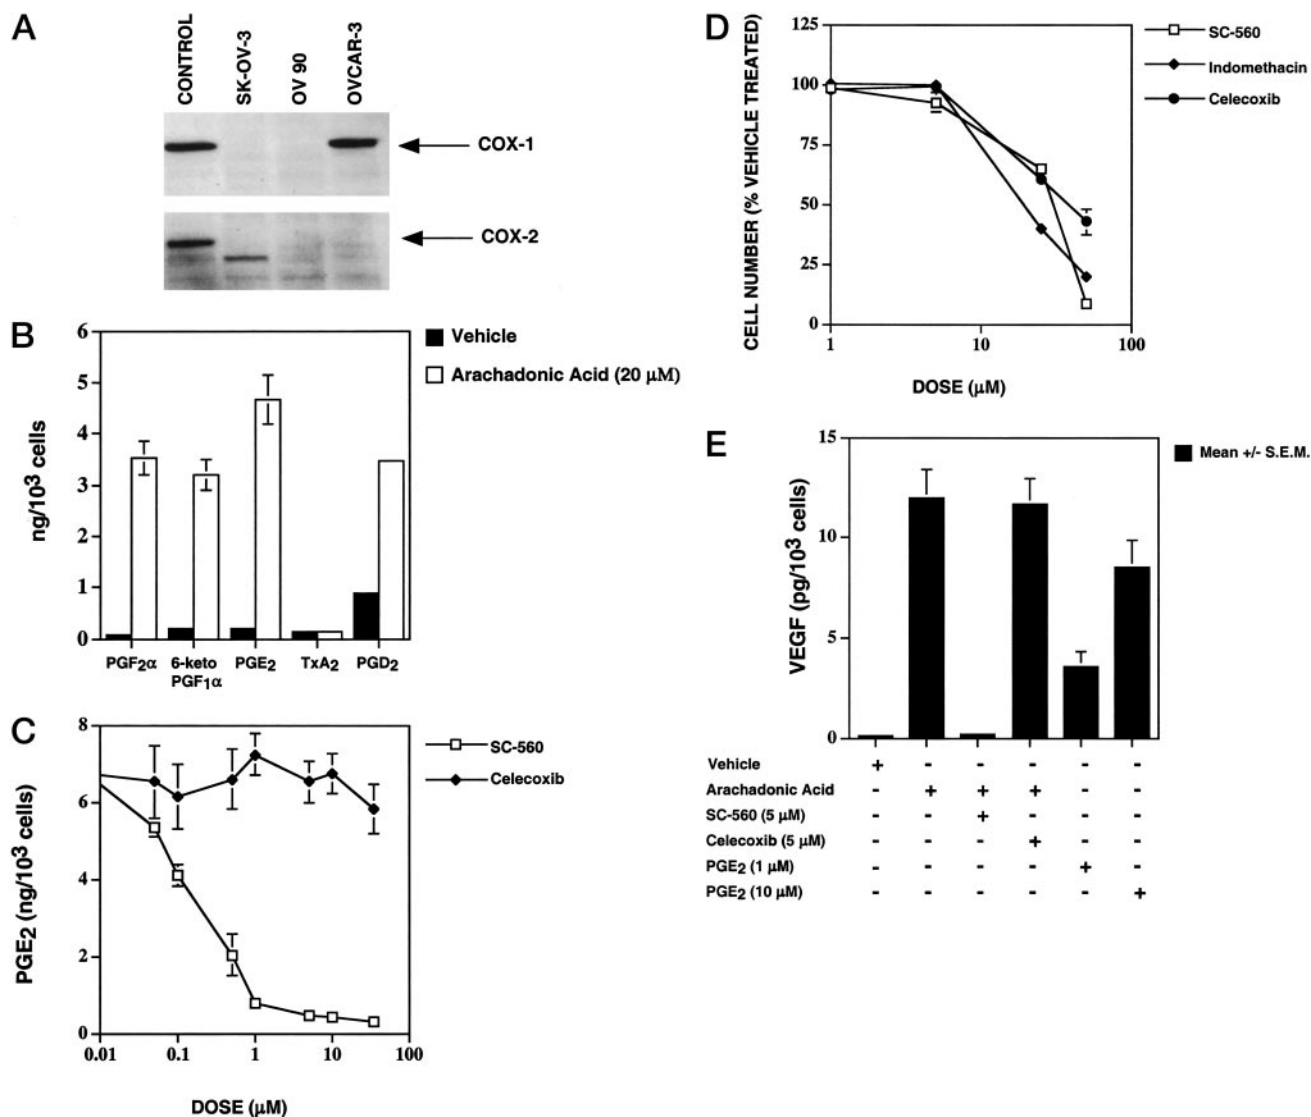 A
CONTROL
SK-OV-3
OV 90
OVCAR-3
COX-1
COX-2
B
6
5
4
3
2
1
0
ng/10³ cells
Vehicle
Arachadonic Acid (20 μM)
PGF₂α
6-keto
PGF₁α
PGE₂
TxA₂
PGD₂
C
8
6
4
2
0
PGE₂ (ng/10³ cells)
SC-560
Celecoxib
0.01
0.1
1
10
100
DOSE (μM)
D
125
100
75
50
25
0
CELL NUMBER (% VEHICLE TREATED)
SC-560
Indomethacin
Celecoxib
1
10
100
DOSE (μM)
E
15
10
5
0
VEGF (pg/10³ cells)
Mean +/- S.E.M.
Vehicle + - - - - -
Arachadonic Acid - + + + - -
SC-560 (5 μM) - - + - - -
Celecoxib (5 μM) - - - + - -
PGE₂ (1 μM) - - - - + -
PGE₂ (10 μM) - - - - - +